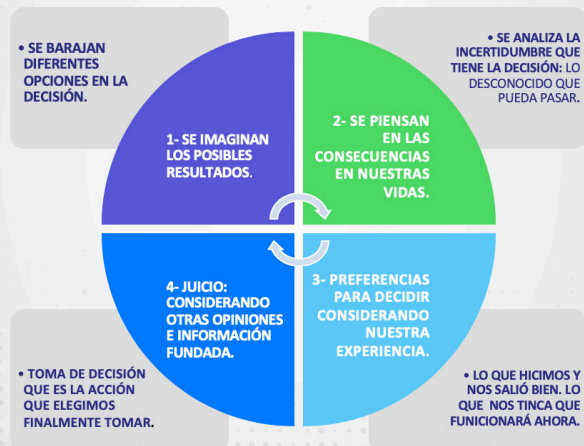 • SE BARAJAN
DIFERENTES
OPCIONES EN LA
DECISIÓN.
1- SE IMAGINAN
LOS POSIBLES
RESULTADOS.
• SE ANALIZA LA
INCERTIDUMBRE QUE
TIENE LA DECISIÓN: LO
DESCONOCIDO QUE
PUEDA PASAR.
2- SE PIENSAN
EN LAS
CONSECUENCIAS
EN NUESTRAS
VIDAS.
4- JUICIO:
CONSIDERANDO
OTRAS OPINIONES
E INFORMACIÓN
FUNDADA.
3- PREFERENCIAS
PARA DECIDIR
CONSIDERANDO
NUESTRA
EXPERIENCIA.
• TOMA DE DECISIÓN
QUE ES LA ACCIÓN
QUE ELEGIMOS
FINALMENTE TOMAR.
• LO QUE HICIMOS Y
NOS SALIÓ BIEN. LO
QUE NOS TINCA QUE
FUNICIONARÁ AHORA.